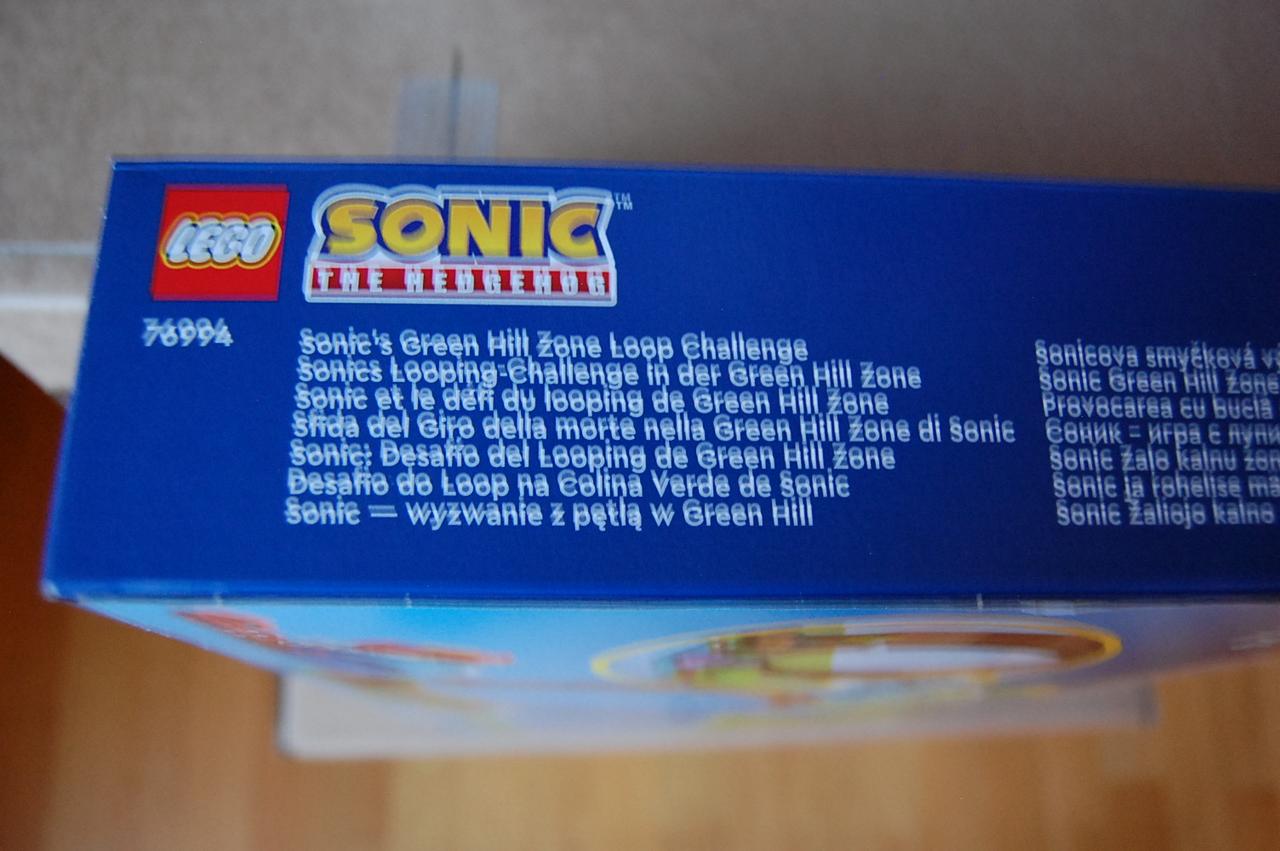 LEGO
SONIC™
THE HEDGEHOG
76994
Sonic's Green Hill Zone Loop Challenge
Sonics Looping-Challenge in der Green Hill Zone
Sonic et le défi du looping de Green Hill Zone
Sfida del Giro della morte nella Green Hill Zone di Sonic
Sonic: Desafío del Looping de Green Hill Zone
Desafio do Loop na Colina Verde de Sonic
Sonic — wyzwanie z pętlą w Green Hill
Sonicova smyčková
Sonic Green Hill Zone
Provocarea cu buclă
Соник – игра с
Sonic
Sonic ja rohelise
Sonic Žaliojo kalno